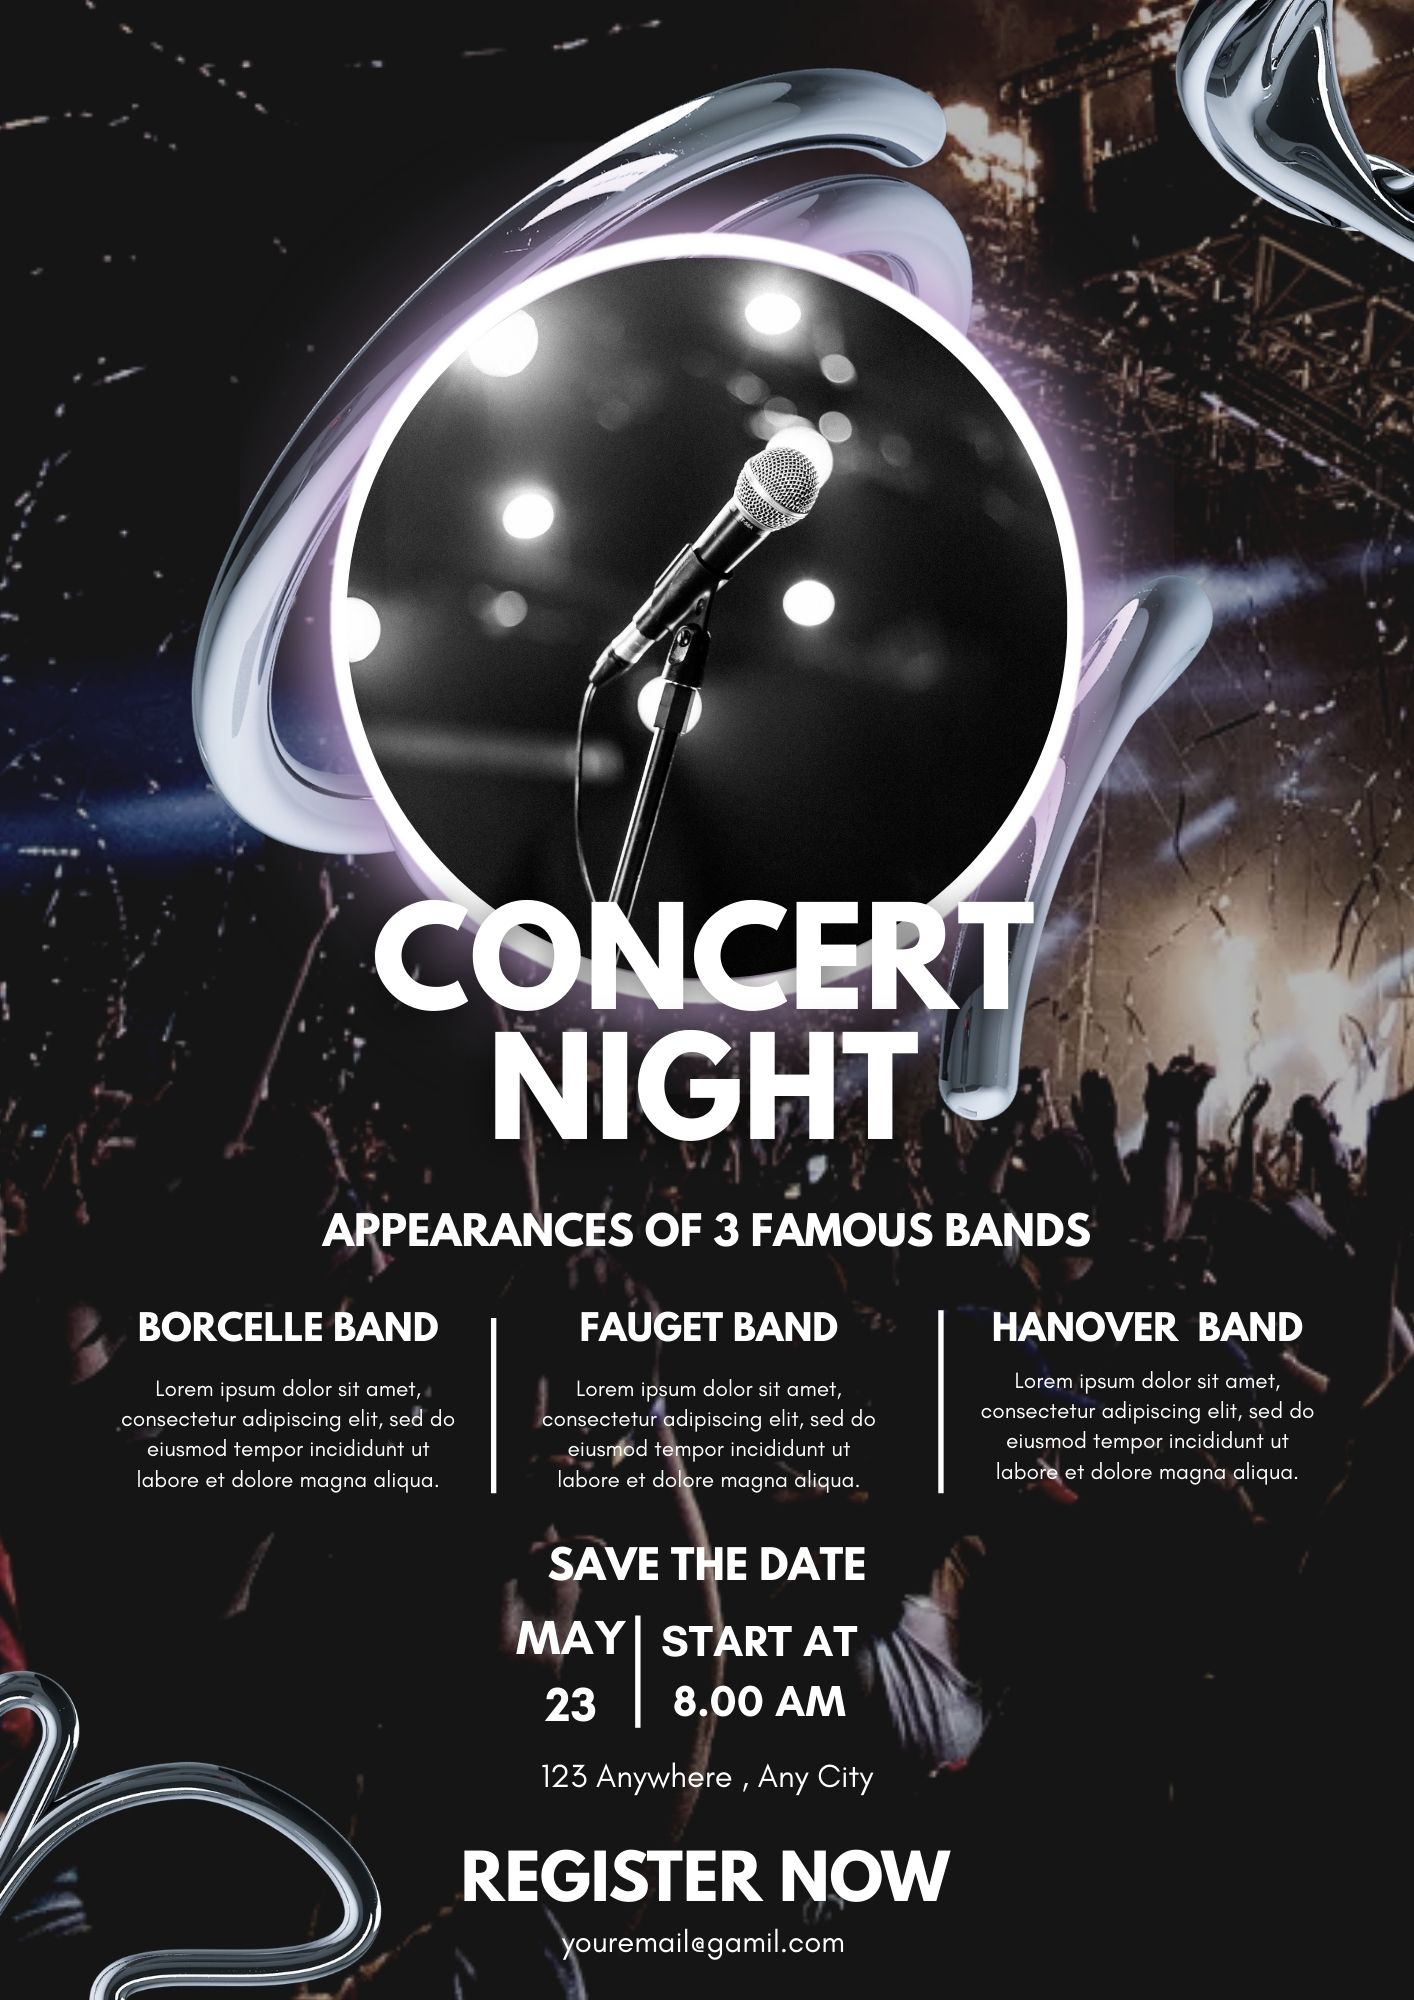 CONCERT
NIGHT
APPEARANCES OF 3 FAMOUS BANDS
BORCELLE BAND
Lorem ipsum dolor sit amet,
consectetur adipiscing elit, sed do
eiusmod tempor incididunt ut
labore et dolore magna aliqua.
FAUGET BAND
Lorem ipsum dolor sit amet,
consectetur adipiscing elit, sed do
eiusmod tempor incididunt ut
labore et dolore magna aliqua.
HANOVER BAND
Lorem ipsum dolor sit amet,
consectetur adipiscing elit, sed do
eiusmod tempor incididunt ut
labore et dolore magna aliqua.
SAVE THE DATE
MAY
23
START AT
8.00 AM
123 Anywhere , Any City
REGISTER NOW
youremail@gamil.com